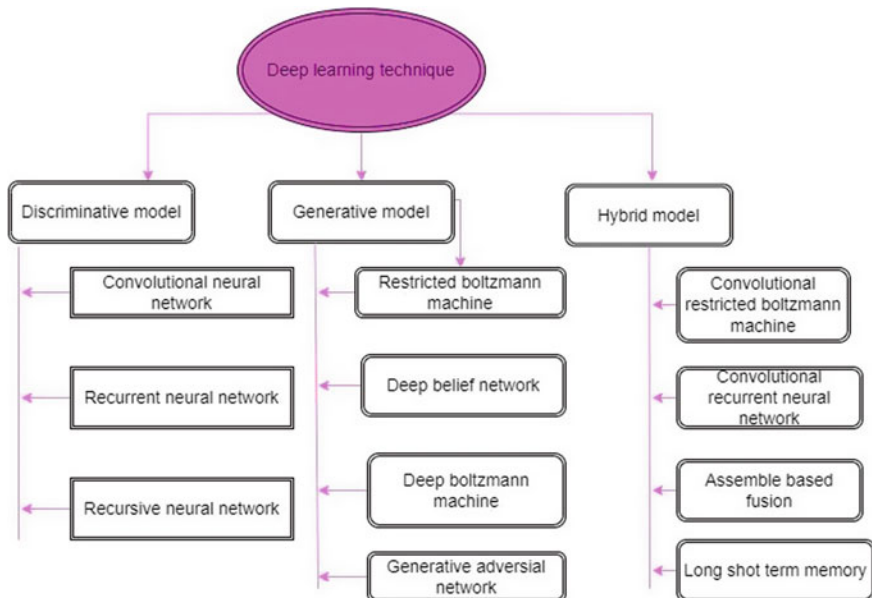 Deep learning technique
Discriminative model
Generative model
Hybrid model
Convolutional neural
network
Recurrent neural network
Recursive neural network
Restricted boltzmann
machine
Deep belief network
Deep boltzmann
machine
Generative adversial
network
Convolutional
restricted boltzmann
machine
Convolutional
recurrent neural
network
Assemble based
fusion
Long shot term memory